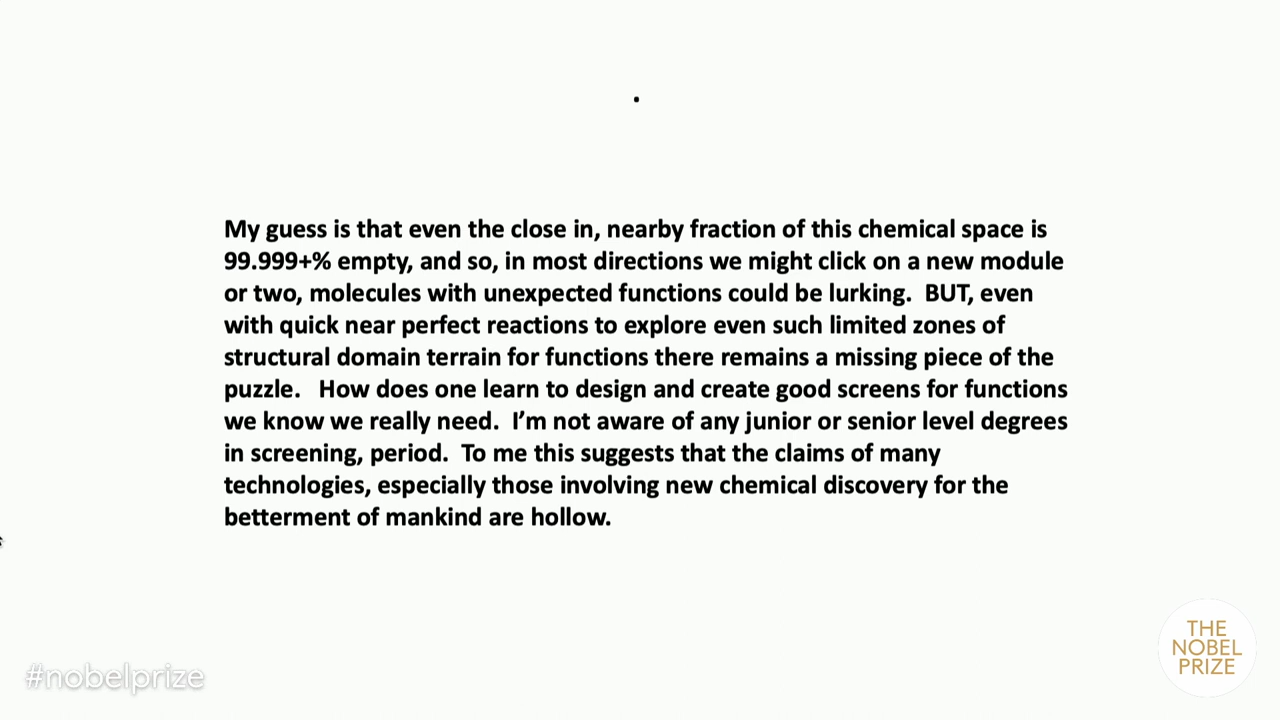 My guess is that even the close in, nearby fraction of this chemical space is
99.999+% empty, and so, in most directions we might click on a new module
or two, molecules with unexpected functions could be lurking.  BUT, even
with quick near perfect reactions to explore even such limited zones of
structural domain terrain for functions there remains a missing piece of the
puzzle.   How does one learn to design and create good screens for functions
we know we really need.  I’m not aware of any junior or senior level degrees
in screening, period.  To me this suggests that the claims of many
technologies, especially those involving new chemical discovery for the
betterment of mankind are hollow.
#nobelprize
THE
NOBEL
PRIZE